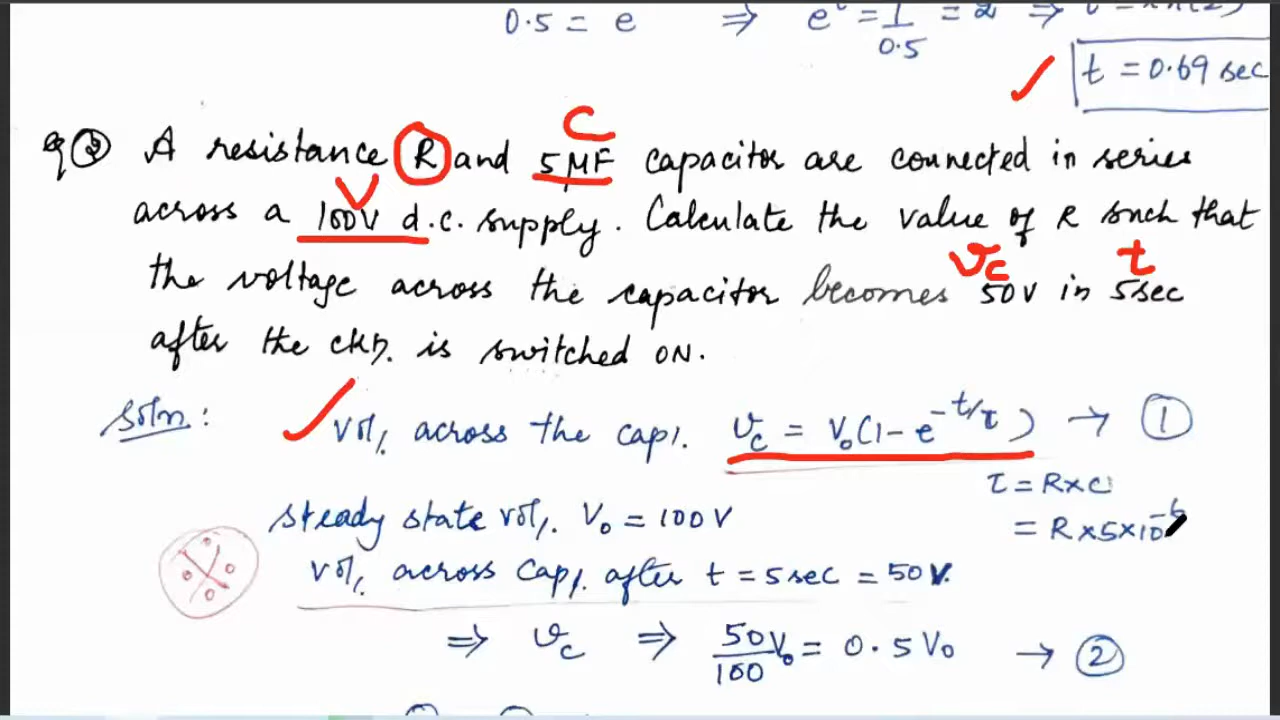 0.5 = e ⇒ e = 1/0.5 = 2 ⇒
t = 0.69 sec
A resistance R and 5μF capacitor are connected in series
C
V
across a 100V d.c. supply. Calculate the value of R such that
vc t
the voltage across the capacitor becomes 50V in 5sec
after the ckt. is switched ON.
Soln: vol. across the cap. vc = V₀(1 - e^-t/τ) → ①
τ = R×C
steady state vol. V₀ = 100V
= R×5×10^-6
vol. across cap. after t = 5sec = 50V.
⇒ vc ⇒ 50/100 V₀ = 0.5 V₀ → ②